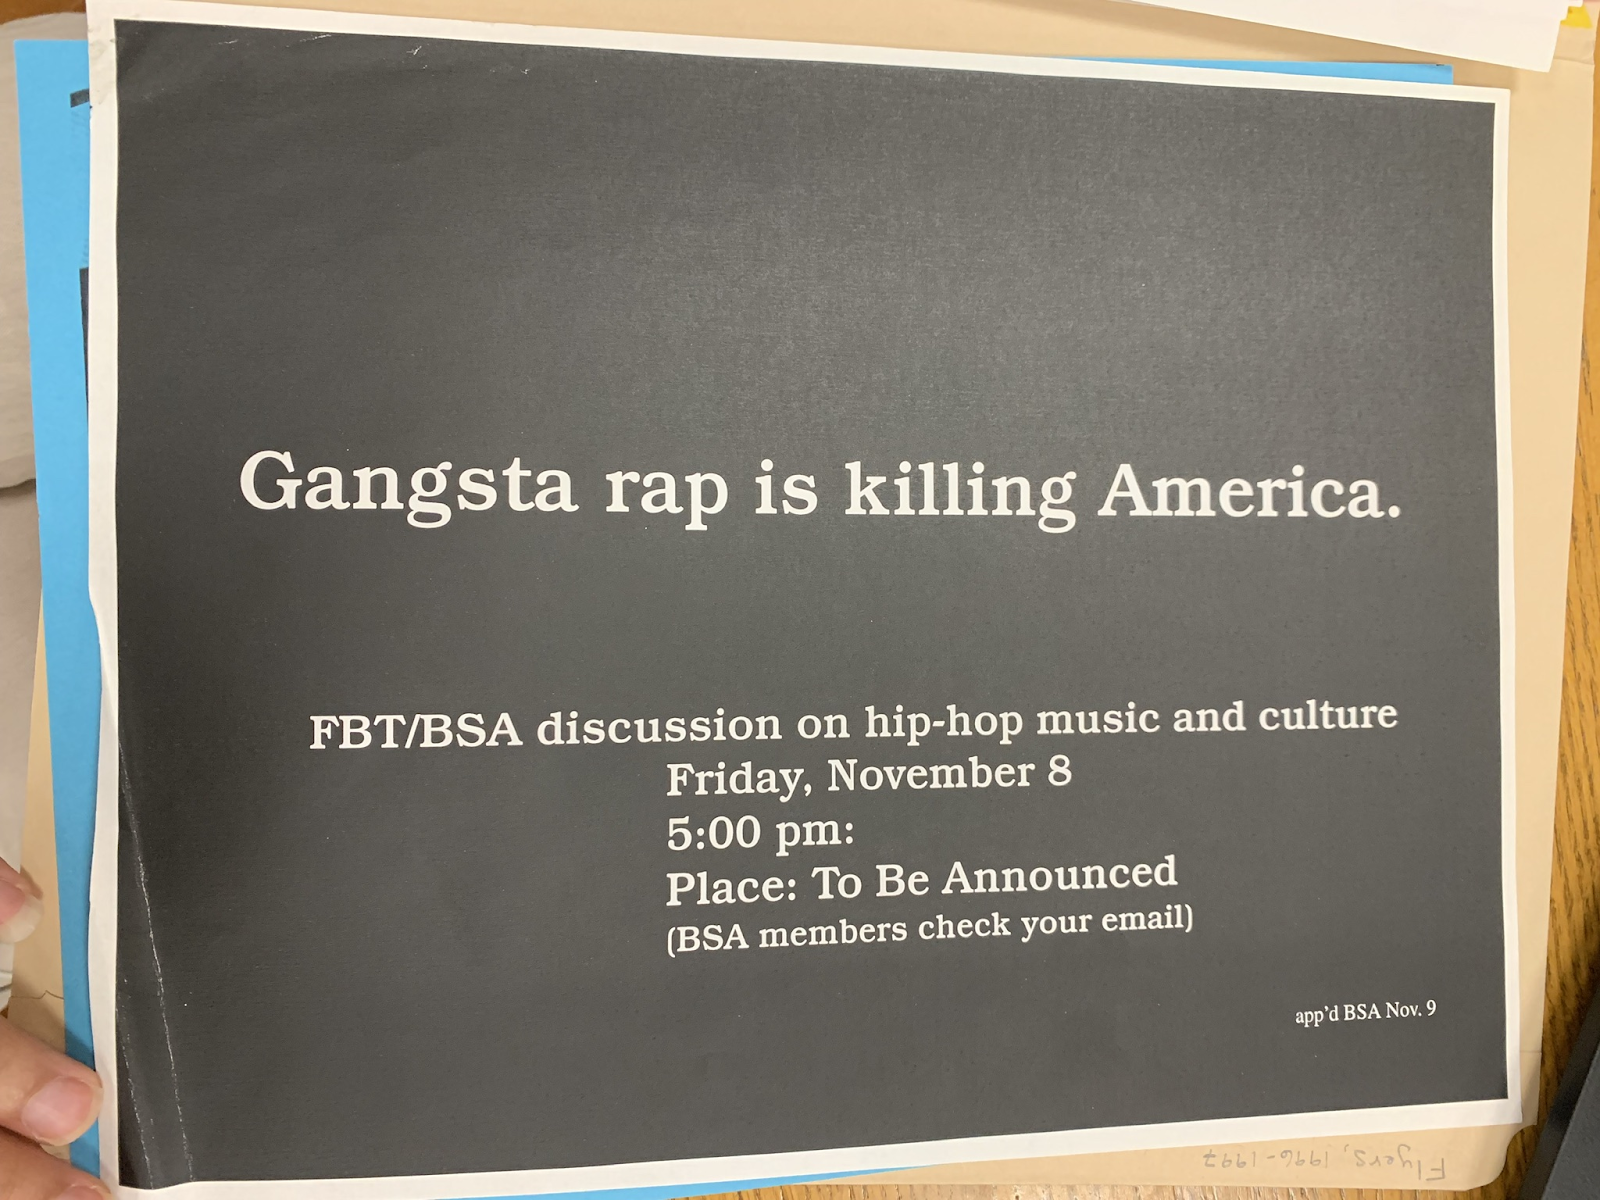 Gangsta rap is killing America.
FBT/BSA discussion on hip-hop music and culture
Friday, November 8
5:00 pm:
Place: To Be Announced
(BSA members check your email)
app'd BSA Nov. 9
Flyers, 1996-1997